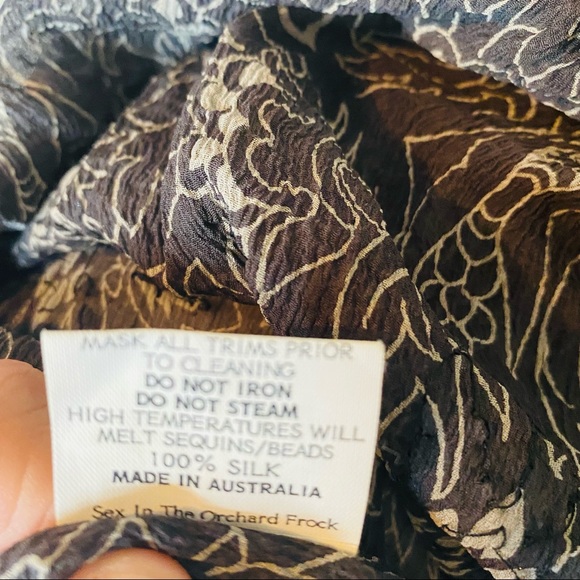 MASK ALL TRIMS PRIOR
TO CLEANING
DO NOT IRON
DO NOT STEAM
HIGH TEMPERATURES WILL
MELT SEQUINS/BEADS
100% SILK
MADE IN AUSTRALIA
Sex In The Orchard Frock